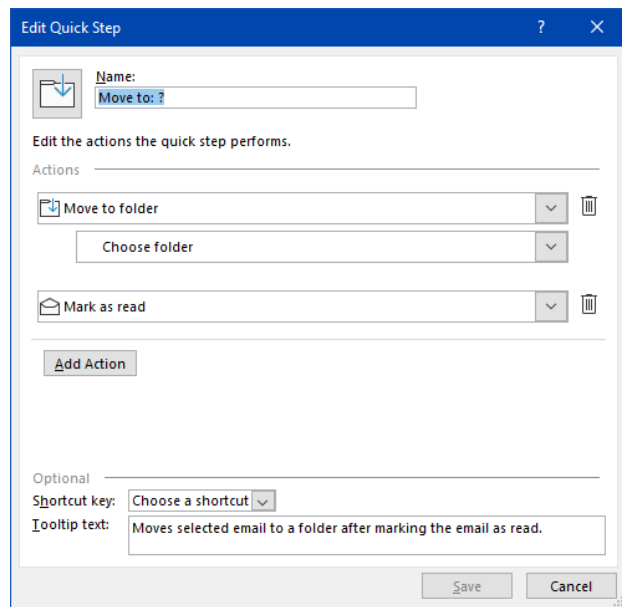 Edit Quick Step
?
Name:
Move to: ?
Edit the actions the quick step performs.
Actions
Move to folder
Choose folder
Mark as read
Add Action
Optional
Shortcut key: Choose a shortcut
Tooltip text: Moves selected email to a folder after marking the email as read.
Save Cancel